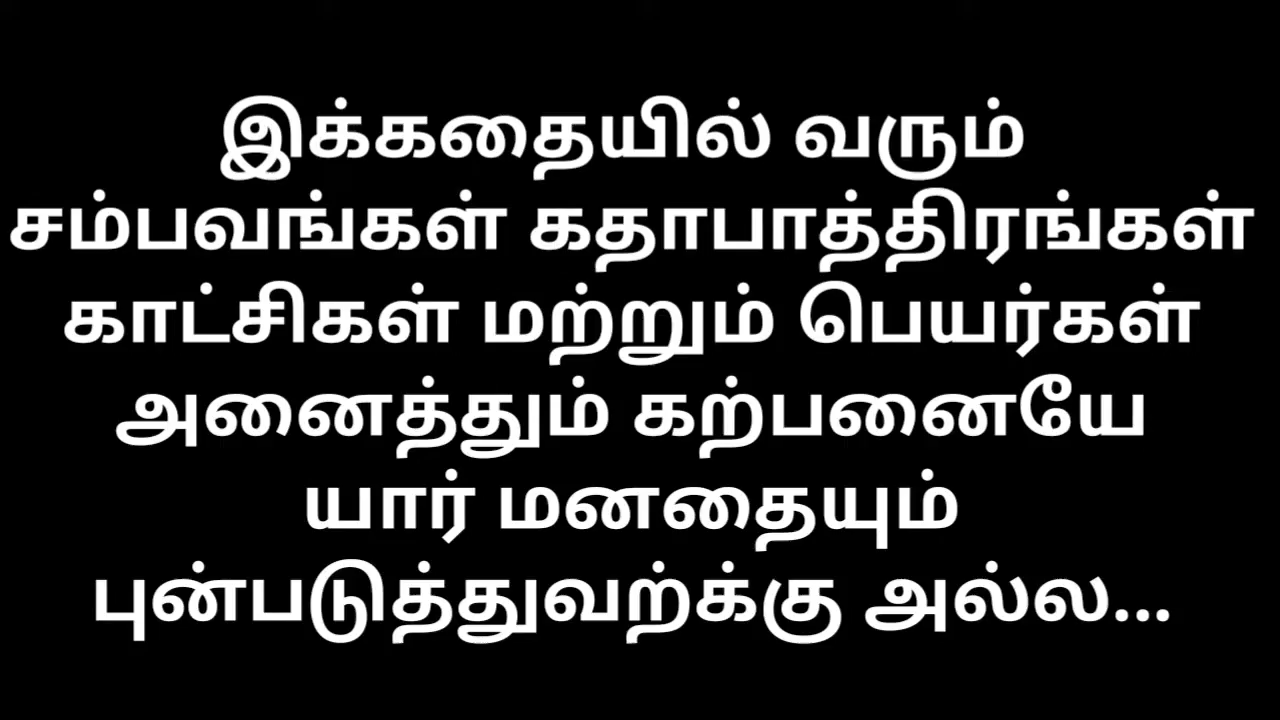 இக்கதையில் வரும்
சம்பவங்கள் கதாபாத்திரங்கள்
காட்சிகள் மற்றும் பெயர்கள்
அனைத்தும் கற்பனையே
யார் மனதையும்
புன்படுத்துவற்க்கு அல்ல...